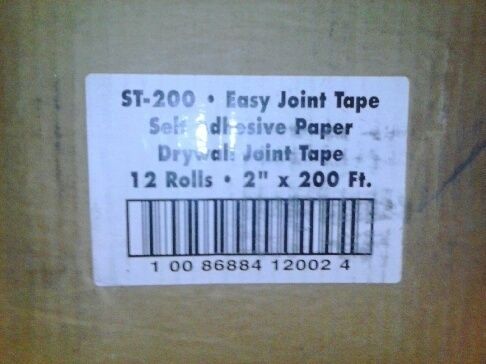 ST-200 • Easy Joint Tape
Self Adhesive Paper
Drywall Joint Tape
12 Rolls • 2" x 200 Ft.
1 00 86884 12002 4